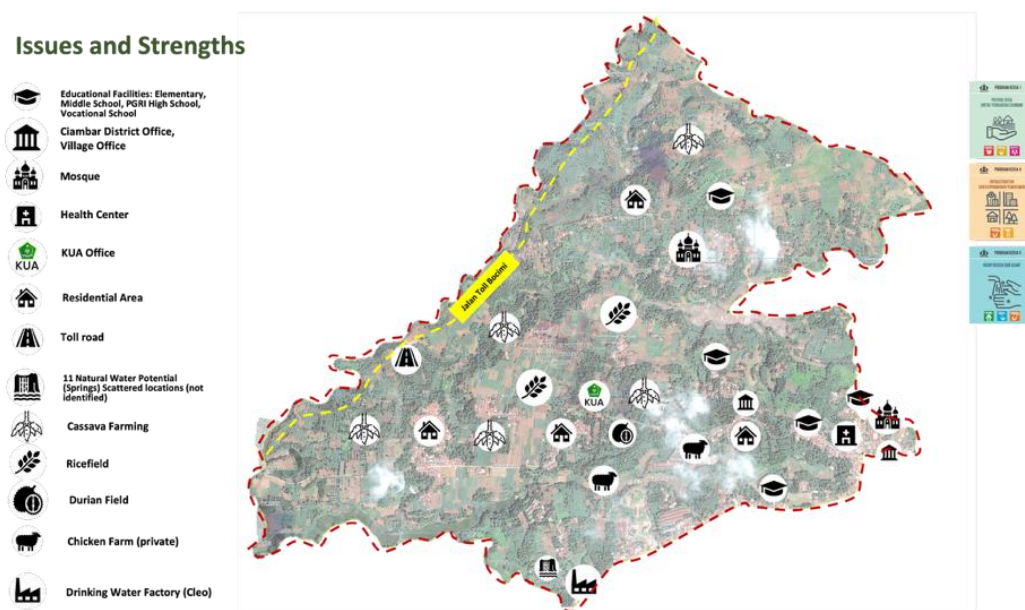 Issues and Strengths
Educational Facilities: Elementary,
Middle School, PGRI High School,
Vocational School
Ciambar District Office,
Village Office
Mosque
Health Center
KUA
KUA Office
Residential Area
Toll road
11 Natural Water Potential
(Springs) Scattered locations (not
identified)
Cassava Farming
Ricefield
Durian Field
Chicken Farm (private)
Drinking Water Factory (Cleo)
Jalan Toll Bocimi
KUA